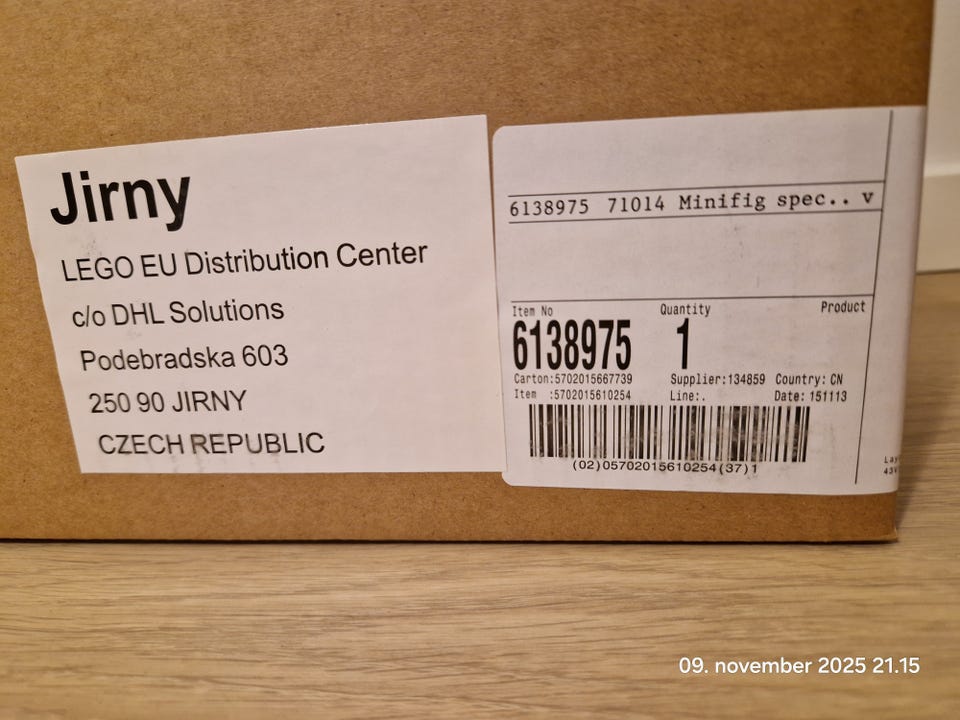 Jirny
LEGO EU Distribution Center
c/o DHL Solutions
Podebradska 603
250 90 JIRNY
CZECH REPUBLIC
6138975 71014 Minifig spec.. v
Item No Quantity Product
6138975 1
Carton:5702015667739 Supplier:134859 Country: CN
Item :5702015610254 Line:. Date: 151113
(02)05702015610254(37)1
09. november 2025 21.15